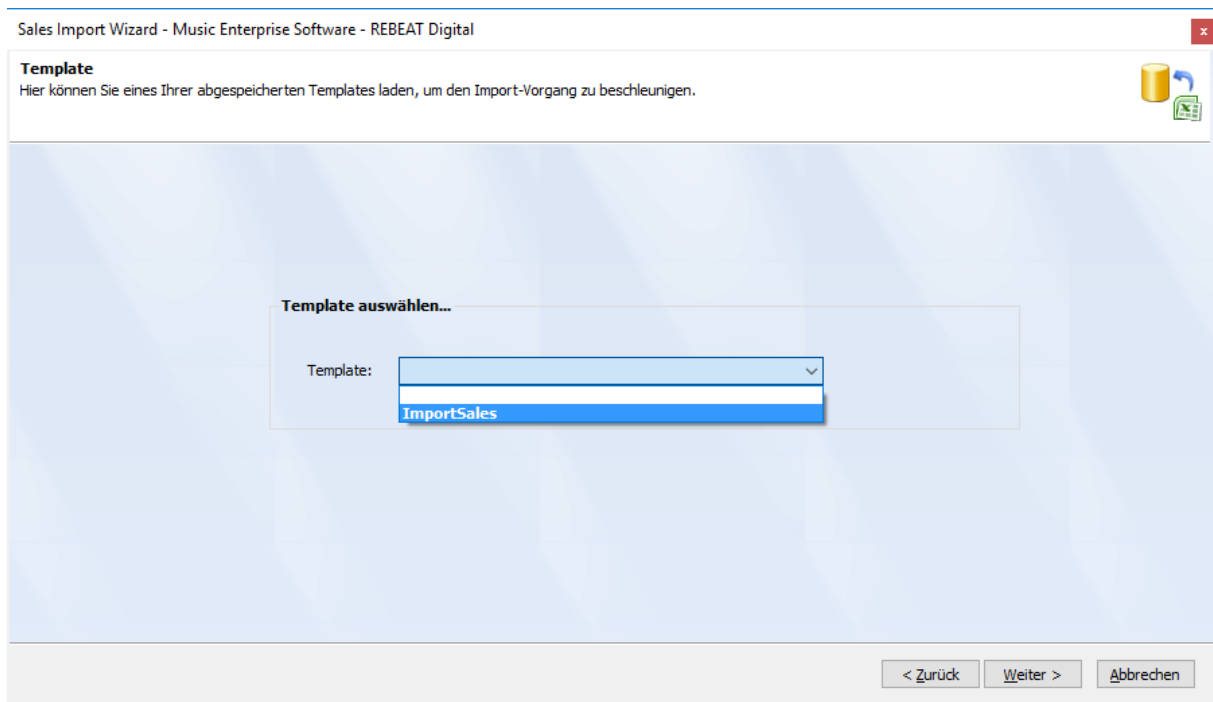 Sales Import Wizard - Music Enterprise Software - REBEAT Digital
x
Template
Hier können Sie eines Ihrer abgespeicherten Templates laden, um den Import-Vorgang zu beschleunigen.
Template auswählen...
Template:
ImportSales
< Zurück Weiter > Abbrechen